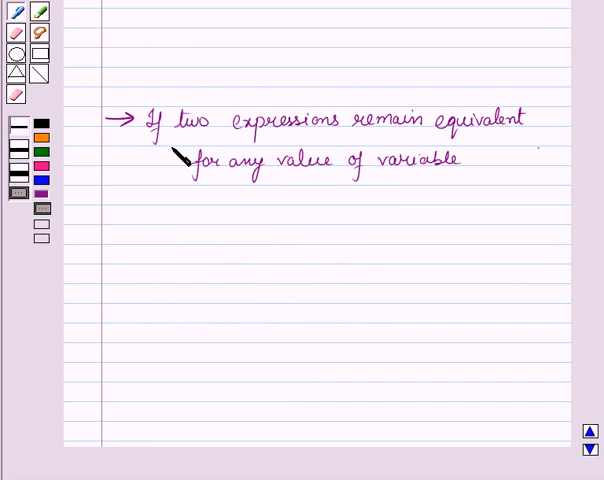 → If two expressions remain equivalent
for any value of variable